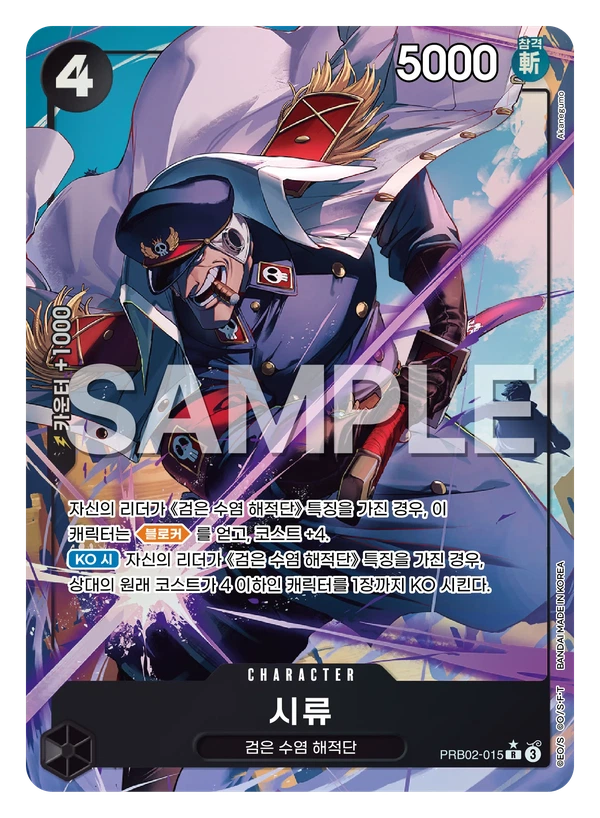 4
5000
참격
斬
Akanegumo
카운터 +1000
SAMPLE
자신의 리더가 《검은 수염 해적단》 특징을 가진 경우, 이
캐릭터는 블로커 를 얻고, 코스트 +4.
KO 시 자신의 리더가 《검은 수염 해적단》 특징을 가진 경우,
상대의 원래 코스트가 4 이하인 캐릭터를 1장까지 KO 시킨다.
©EO/S ©O/S·F·T BANDAI MADE IN KOREA
CHARACTER
시류
검은 수염 해적단
PRB02-015 R 3